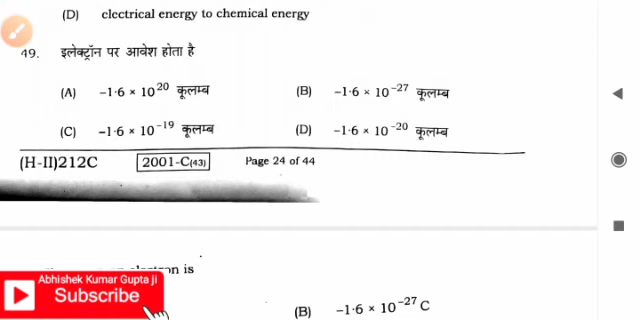 (D) electrical energy to chemical energy
49. इलेक्ट्रॉन पर आवेश होता है
(A) –1·6 × 10²⁰ कूलम्ब (B) –1·6 × 10⁻²⁷ कूलम्ब
(C) –1·6 × 10⁻¹⁹ कूलम्ब (D) –1·6 × 10⁻²⁰ कूलम्ब
(H-II)212C 2001-C(43) Page 24 of 44
is
Abhishek Kumar Gupta ji
Subscribe
(B) –1·6 × 10⁻²⁷ C